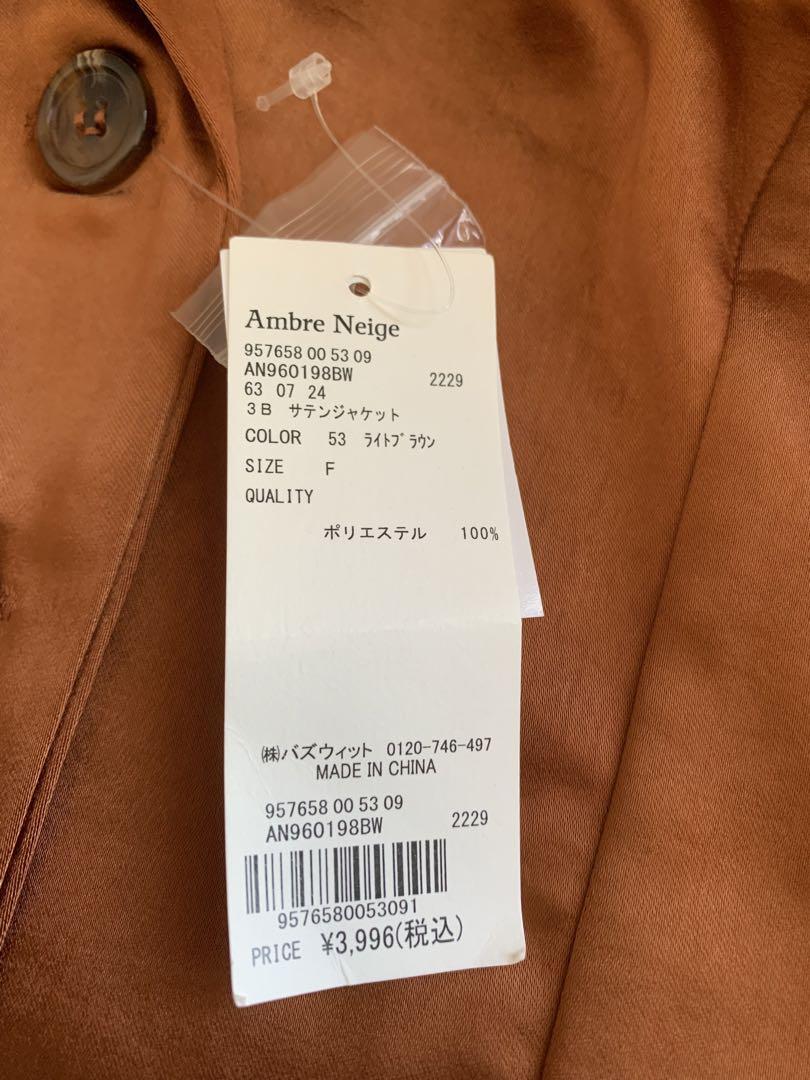 Ambre Neige
957658 00 53 09
AN960198BW 2229
63 07 24
3B サテンジャケット
COLOR 53 ライトブラウン
SIZE F
QUALITY
ポリエステル 100%
㈱バズウィット 0120-746-497
MADE IN CHINA
957658 00 53 09
AN960198BW 2229
9576580053091
PRICE ¥3,996(税込)